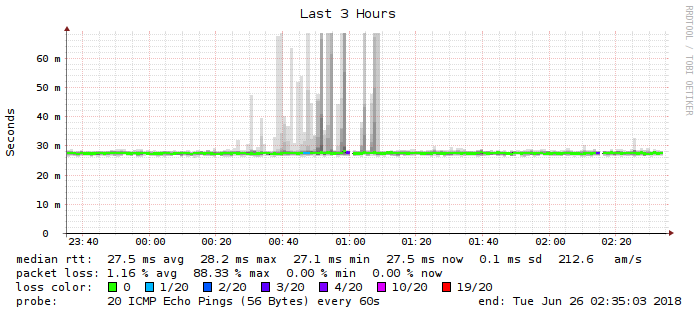 Last 3 Hours
RRDTOOL / TOBI OETIKER
Seconds
60 m
50 m
40 m
30 m
20 m
10 m
0
23:40 00:00 00:20 00:40 01:00 01:20 01:40 02:00 02:20
median rtt: 27.5 ms avg 28.2 ms max 27.1 ms min 27.5 ms now 0.1 ms sd 212.6 am/s
packet loss: 1.16 % avg 88.33 % max 0.00 % min 0.00 % now
loss color: 0 1/20 2/20 3/20 4/20 10/20 19/20
probe: 20 ICMP Echo Pings (56 Bytes) every 60s end: Tue Jun 26 02:35:03 2018